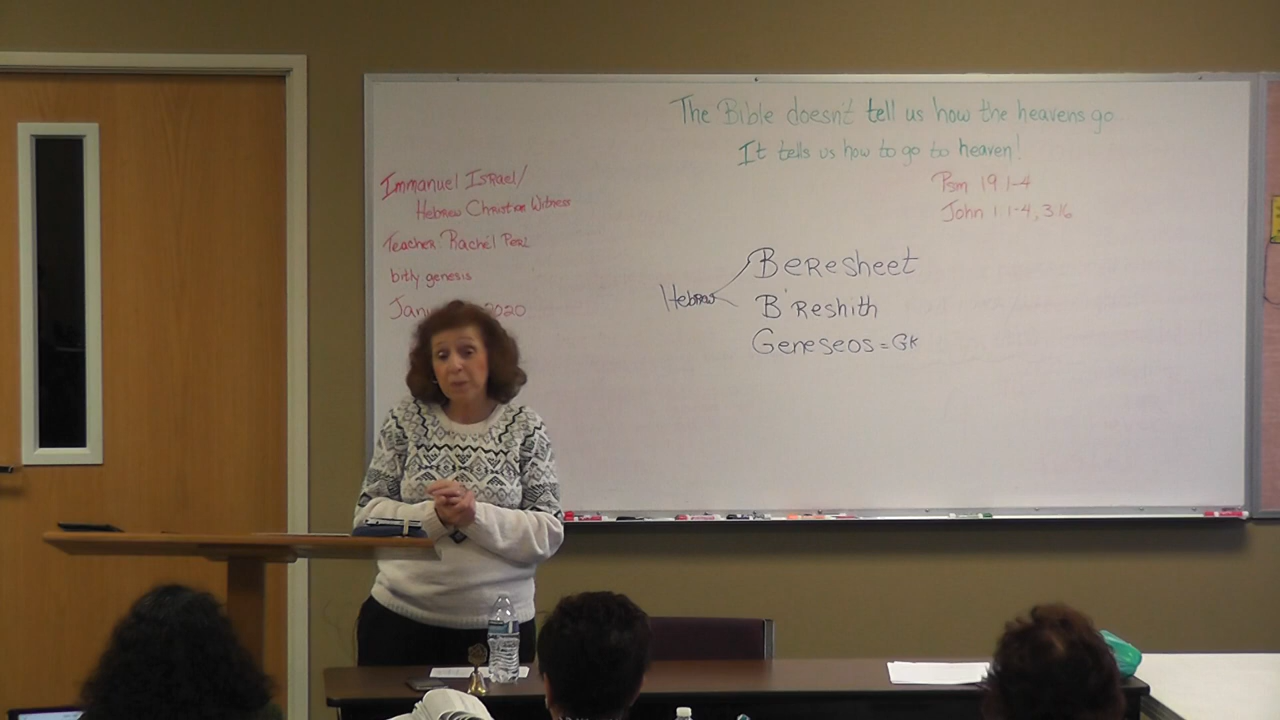 The Bible doesn't tell us how the heavens go.
It tells us how to go to heaven!
Psm 19:1-4
John 1:1-4, 3:16
Immanuel Israel/
Hebrew Christian Witness
Teacher: Rachel Perl
bitly genesis
2020
Hebrew
Beresheet
B'Reshith
Geneseos = GK